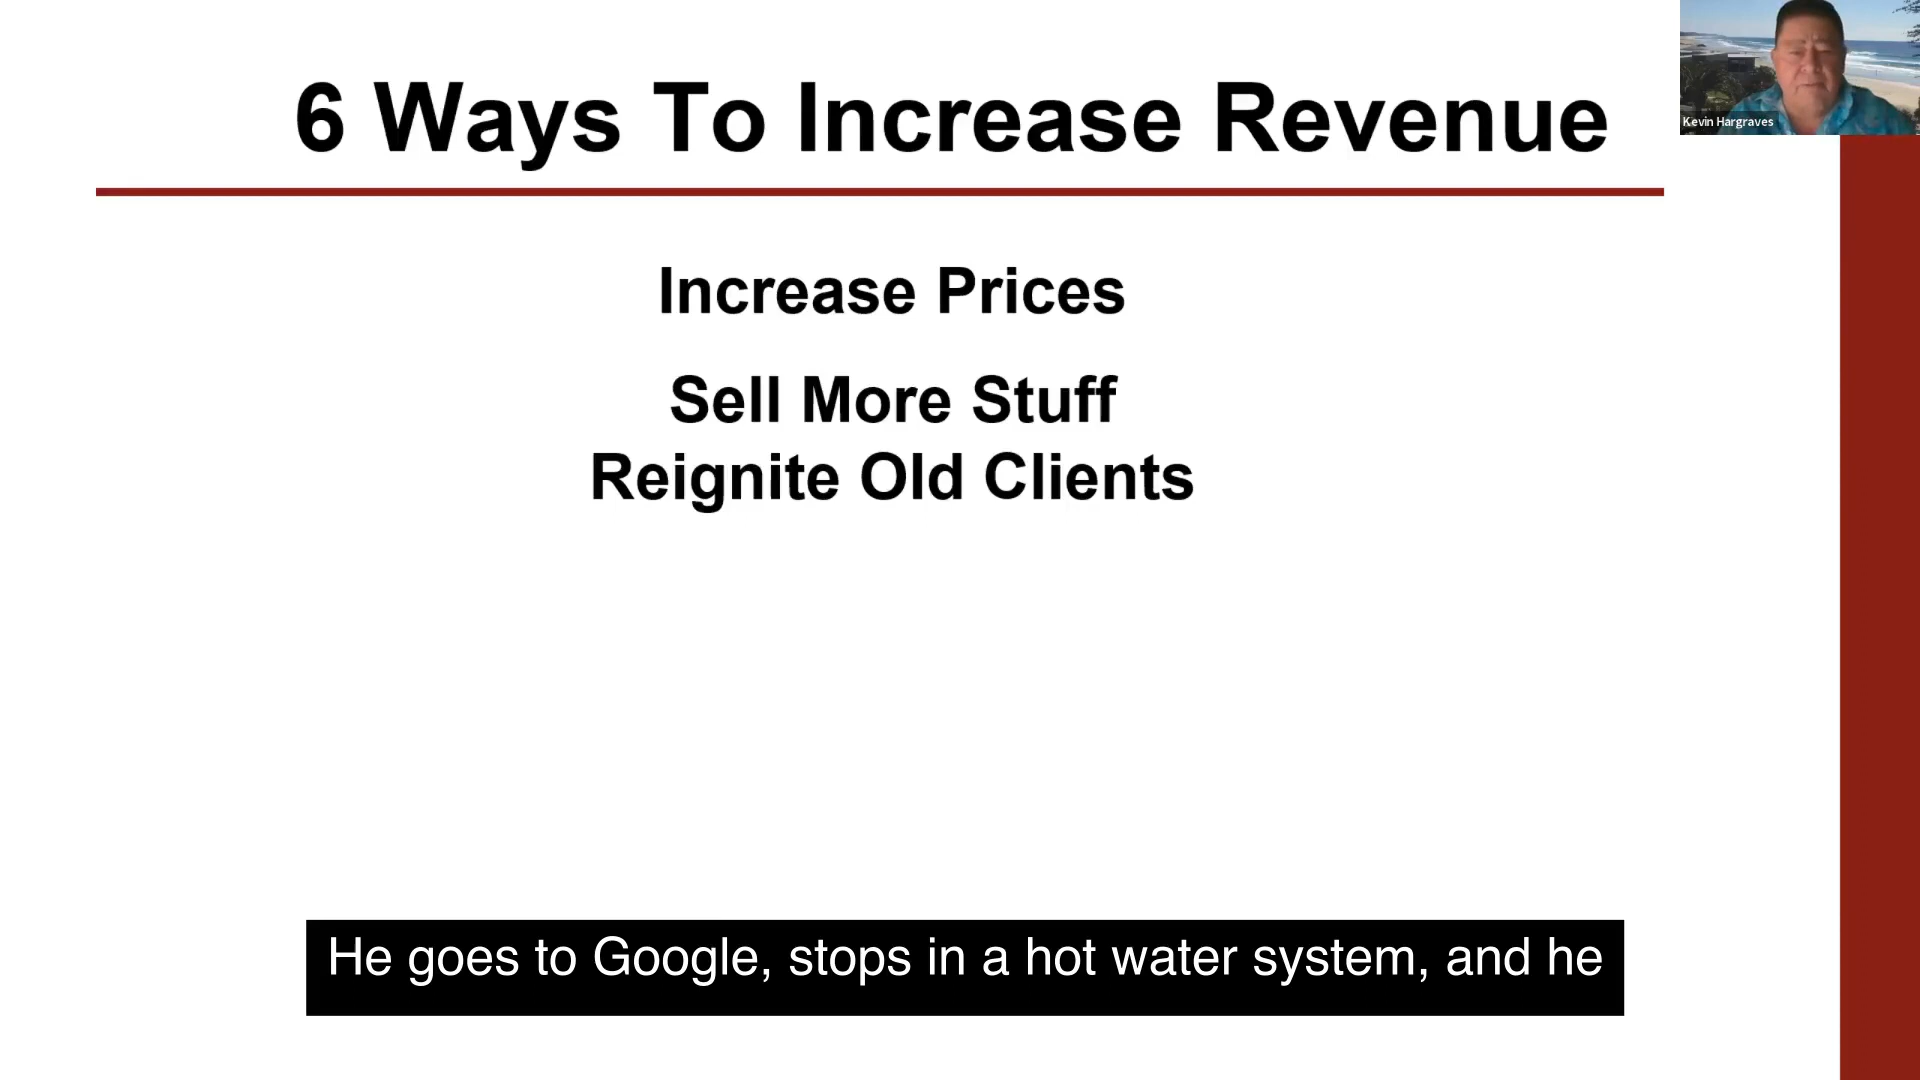 6 Ways To Increase Revenue
Kevin Hargraves
Increase Prices
Sell More Stuff
Reignite Old Clients
He goes to Google, stops in a hot water system, and he